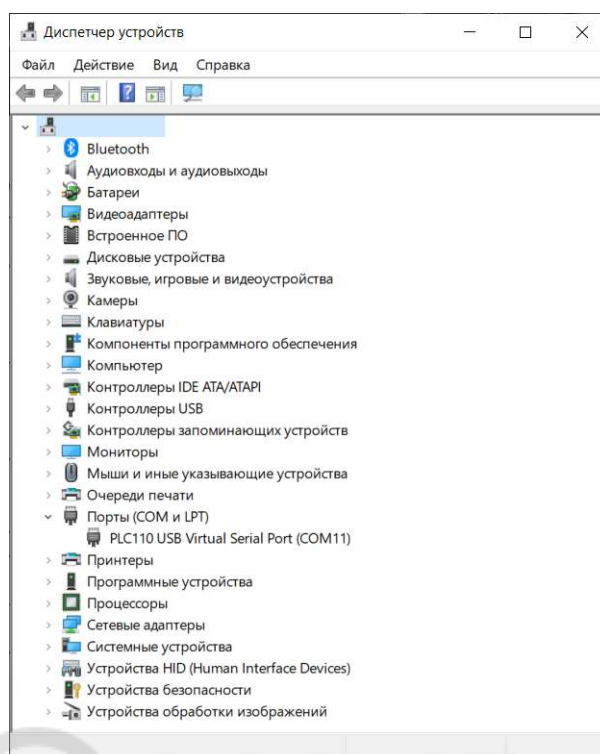 Диспетчер устройств
Файл Действие Вид Справка
Bluetooth
Аудиовходы и аудиовыходы
Батареи
Видеоадаптеры
Встроенное ПО
Дисковые устройства
Звуковые, игровые и видеоустройства
Камеры
Клавиатуры
Компоненты программного обеспечения
Компьютер
Контроллеры IDE ATA/ATAPI
Контроллеры USB
Контроллеры запоминающих устройств
Мониторы
Мыши и иные указывающие устройства
Очереди печати
Порты (COM и LPT)
PLC110 USB Virtual Serial Port (COM11)
Принтеры
Программные устройства
Процессоры
Сетевые адаптеры
Системные устройства
Устройства HID (Human Interface Devices)
Устройства безопасности
Устройства обработки изображений